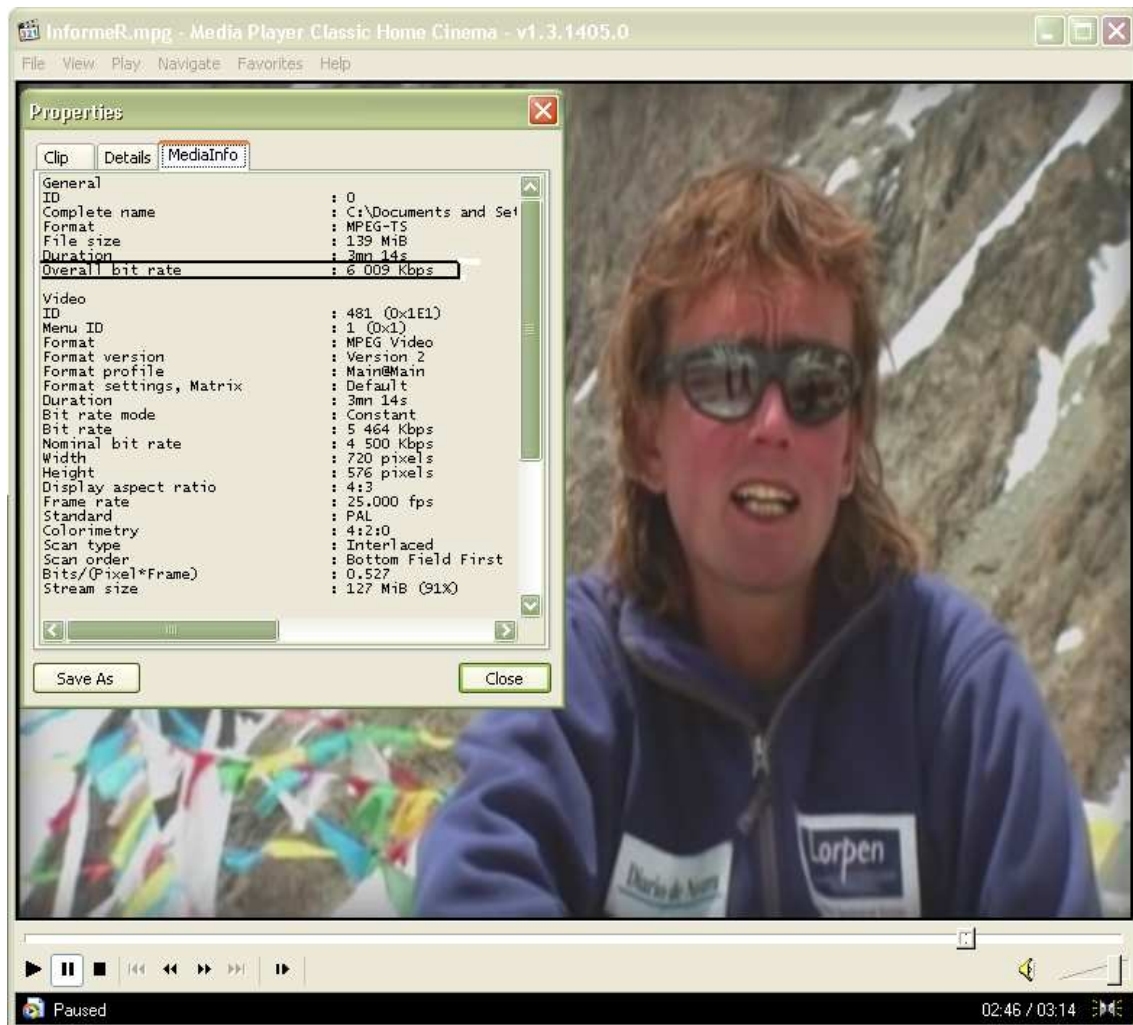 InformeR.mpg - Media Player Classic Home Cinema - v1.3.1405.0
File View Play Navigate Favorites Help
Properties
Clip Details MediaInfo
General
ID : 0
Complete name : C:\Documents and Set
Format : MPEG-TS
File size : 139 MiB
Duration : 3mn 14s
Overall bit rate : 6 009 Kbps
Video
ID : 481 (0x1E1)
Menu ID : 1 (0x1)
Format : MPEG Video
Format version : Version 2
Format profile : Main@Main
Format settings, Matrix : Default
Duration : 3mn 14s
Bit rate mode : Constant
Bit rate : 5 464 Kbps
Nominal bit rate : 4 500 Kbps
Width : 720 pixels
Height : 576 pixels
Display aspect ratio : 4:3
Frame rate : 25.000 fps
Standard : PAL
Colorimetry : 4:2:0
Scan type : Interlaced
Scan order : Bottom Field First
Bits/(Pixel*Frame) : 0.527
Stream size : 127 MiB (91%)
Save As Close
Lorpen
Diario de
Paused 02:46 / 03:14